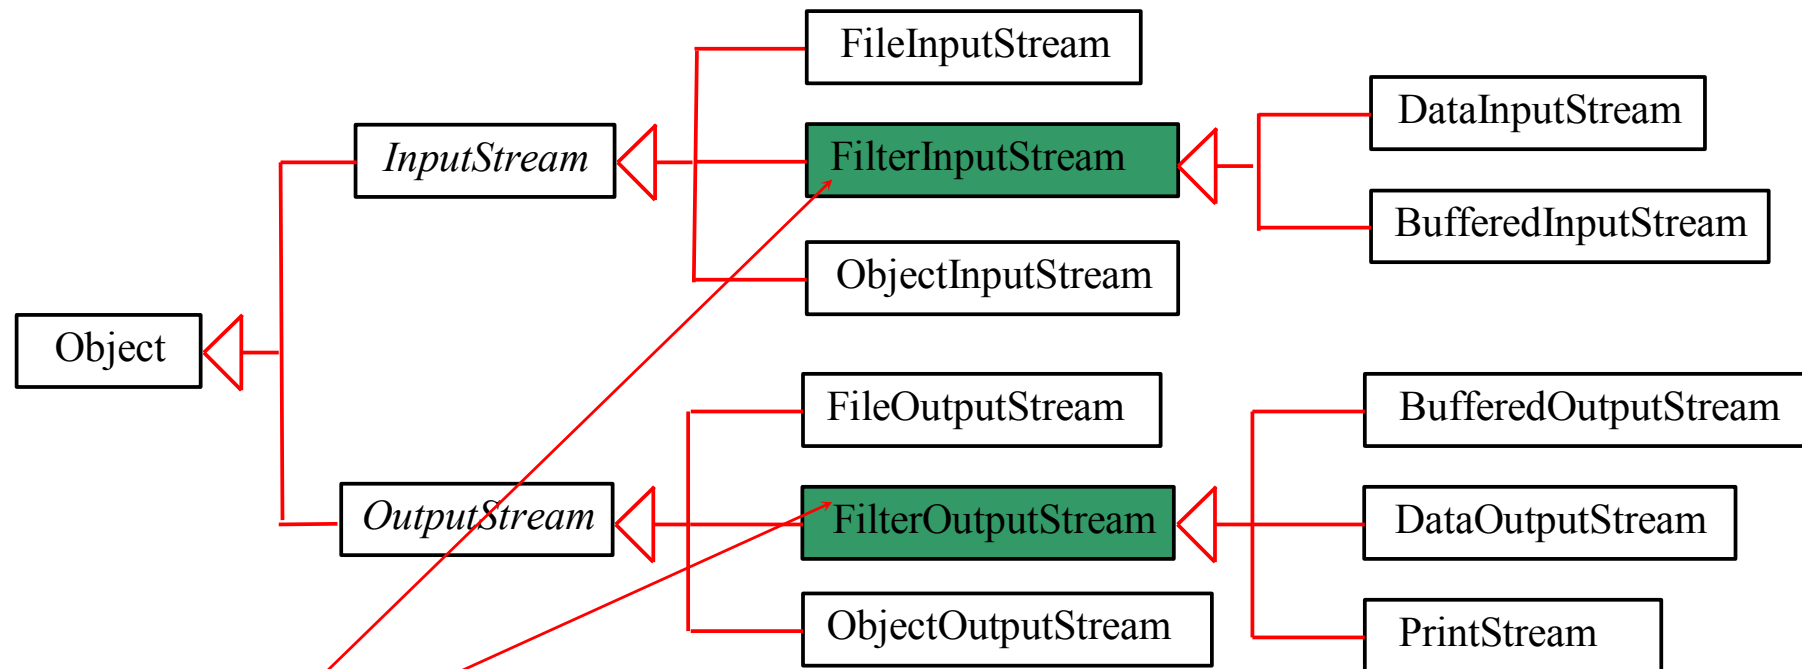 FileInputStream
DataInputStream
InputStream
FilterInputStream
BufferedInputStream
ObjectInputStream
Object
FileOutputStream
BufferedOutputStream
OutputStream
FilterOutputStream
DataOutputStream
ObjectOutputStream
PrintStream